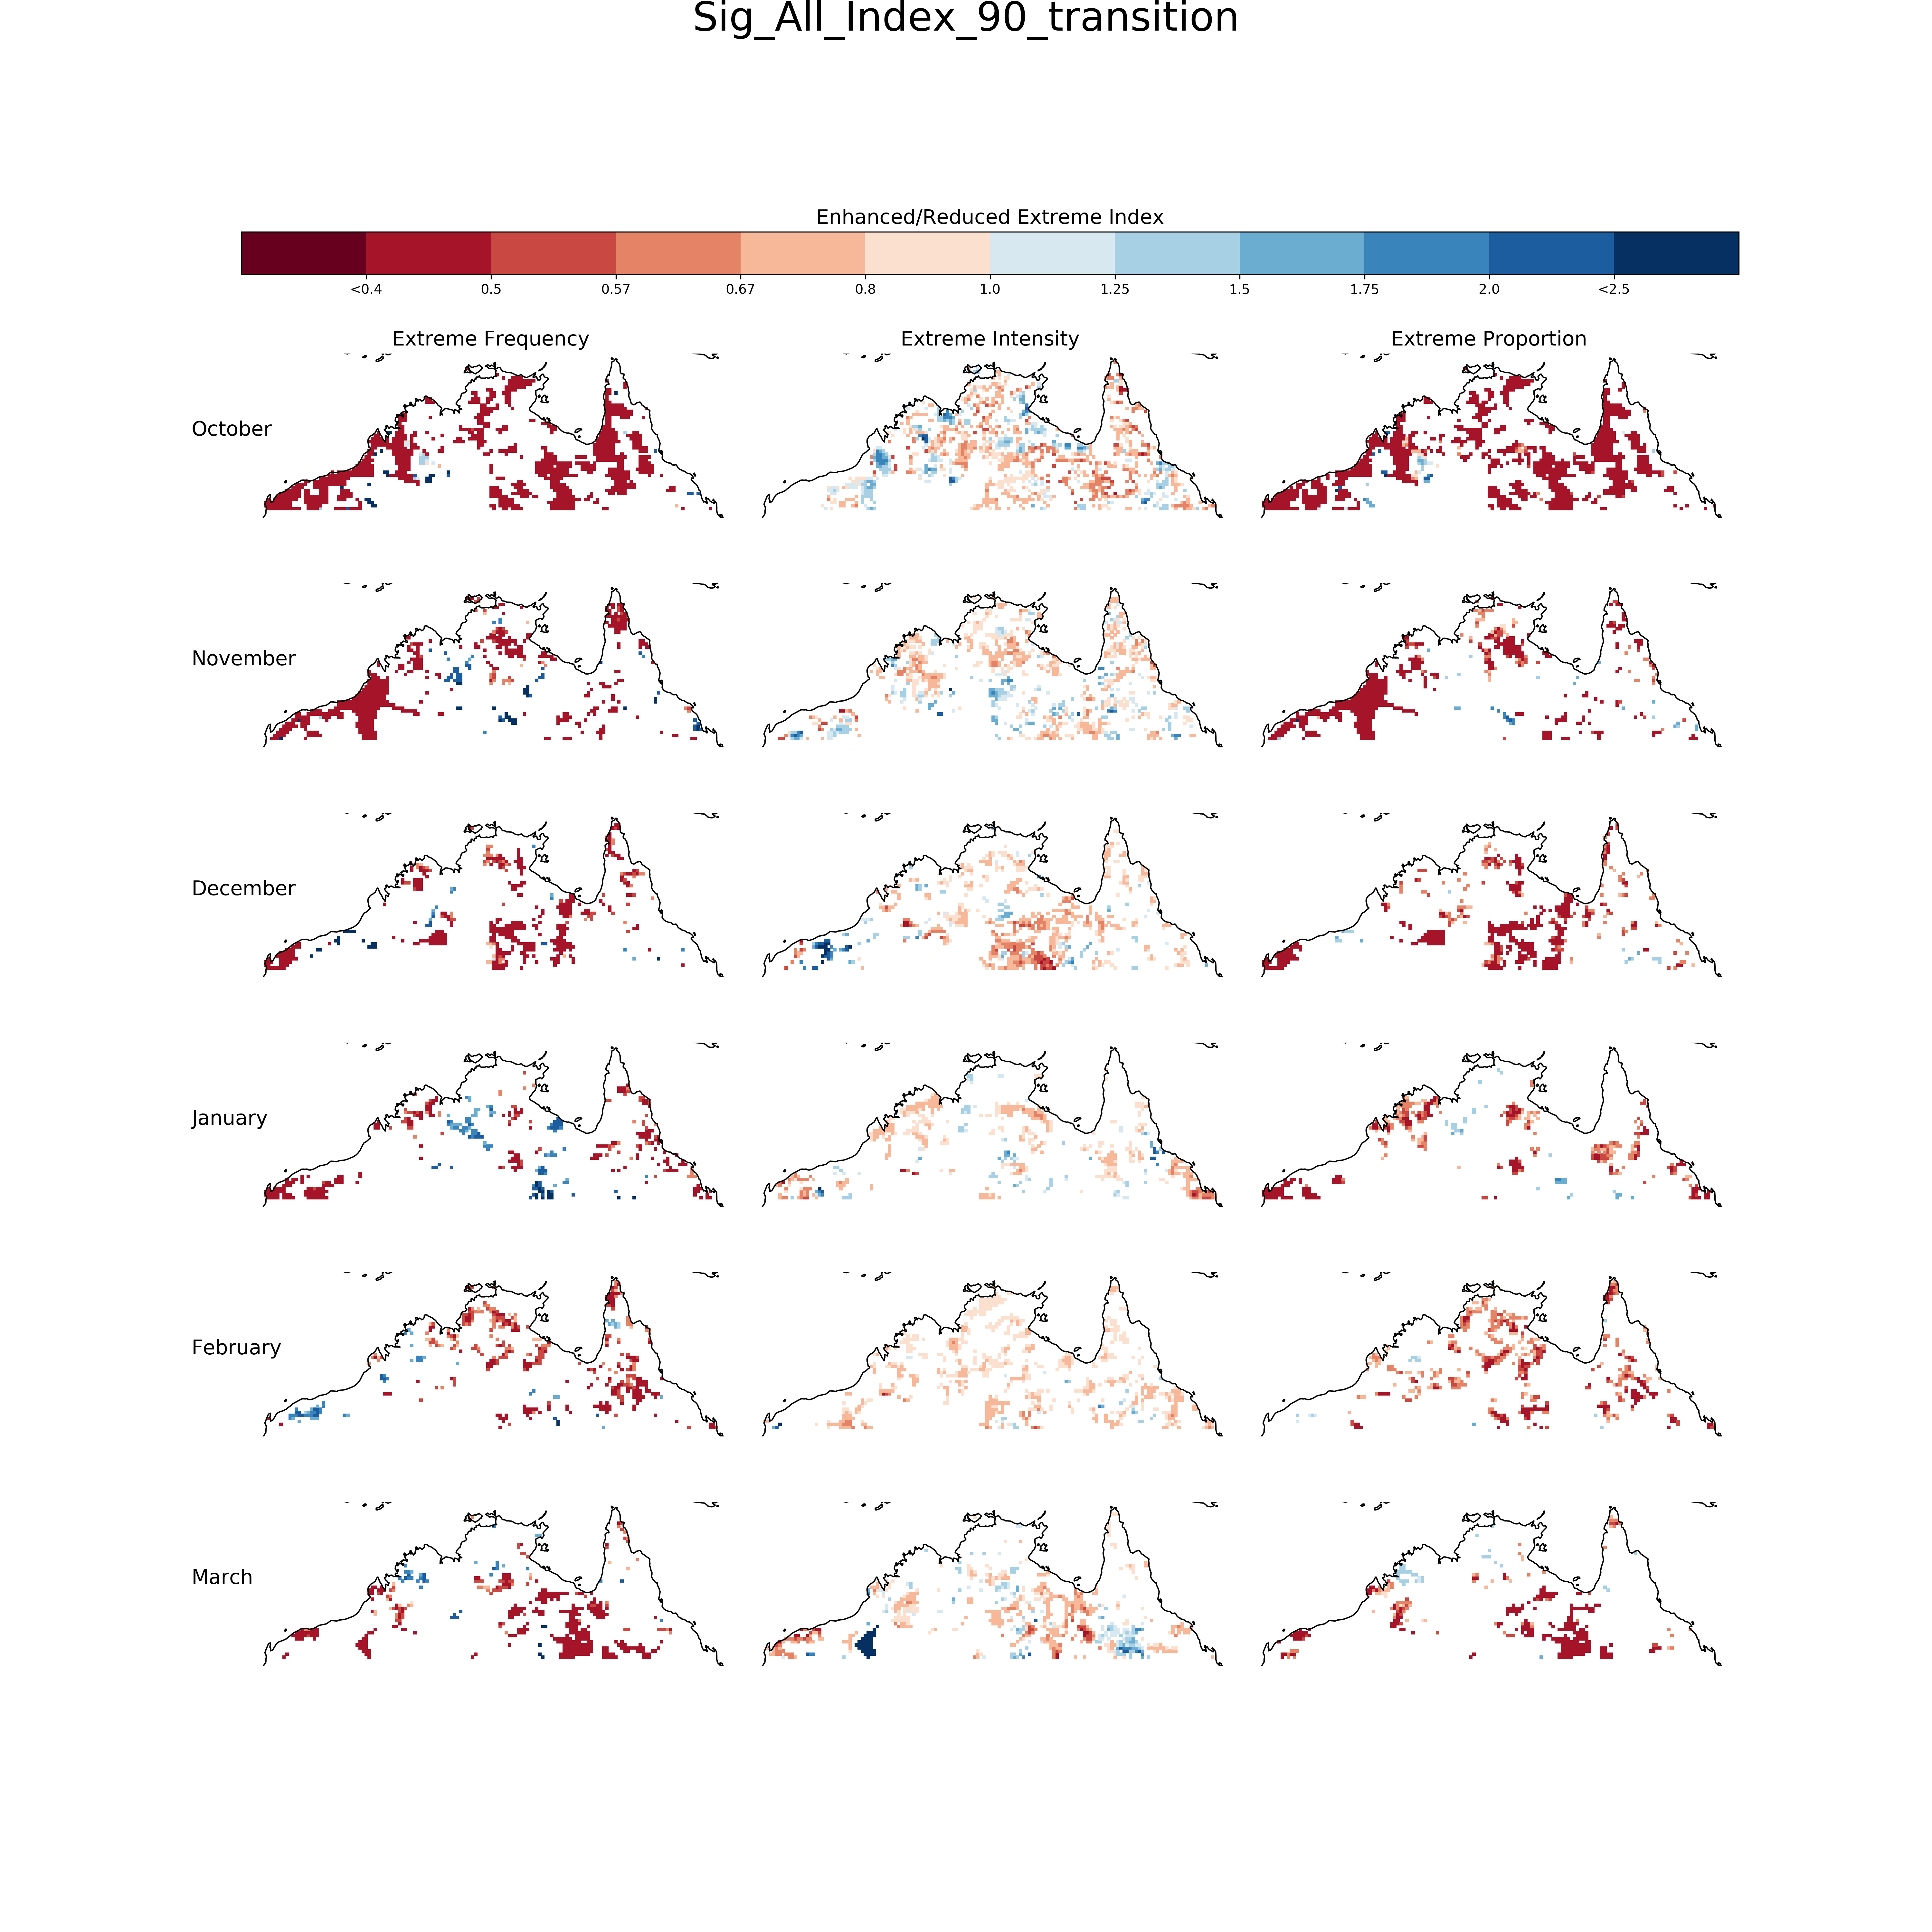 Sig_All_Index_90_transition
Enhanced/Reduced Extreme Index
<0.4 0.5 0.57 0.67 0.8 1.0 1.25 1.5 1.75 2.0 <2.5
Extreme Frequency Extreme Intensity Extreme Proportion
October
November
December
January
February
March